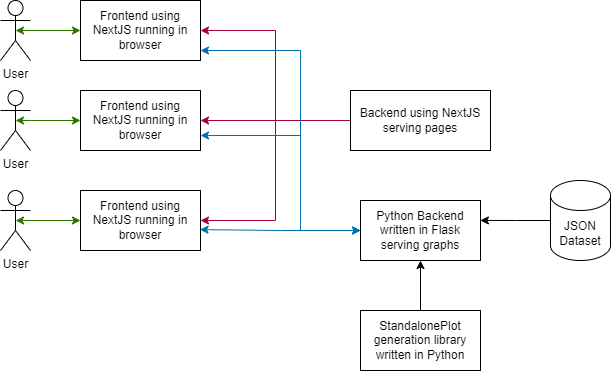 Frontend using
NextJS running in
browser
User
Frontend using
NextJS running in
browser
User
Backend using NextJS
serving pages
Frontend using
NextJS running in
browser
User
Python Backend
written in Flask
serving graphs
JSON
Dataset
StandalonePlot
generation library
written in Python